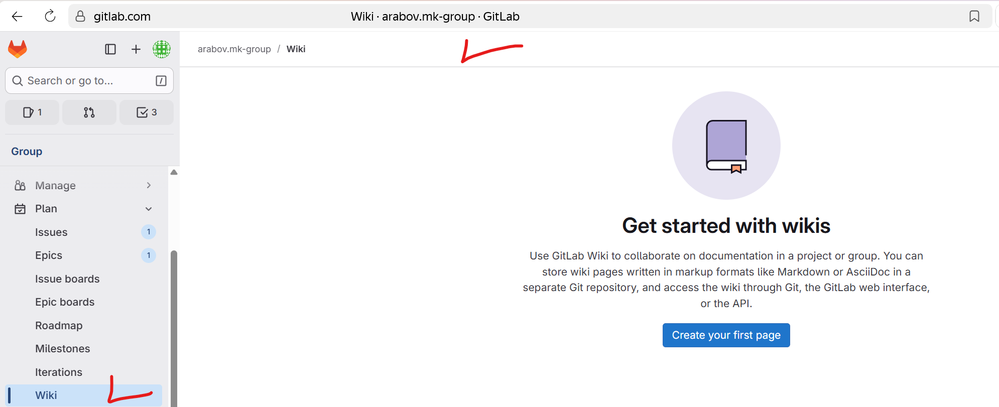 gitlab.com
Wiki · arabov.mk-group · GitLab
arabov.mk-group / Wiki
Search or go to...
/
1
3
Group
Manage
Plan
Issues 1
Epics 1
Issue boards
Epic boards
Roadmap
Milestones
Iterations
Wiki
Get started with wikis
Use GitLab Wiki to collaborate on documentation in a project or group. You can
store wiki pages written in markup formats like Markdown or AsciiDoc in a
separate Git repository, and access the wiki through Git, the GitLab web interface,
or the API.
Create your first page